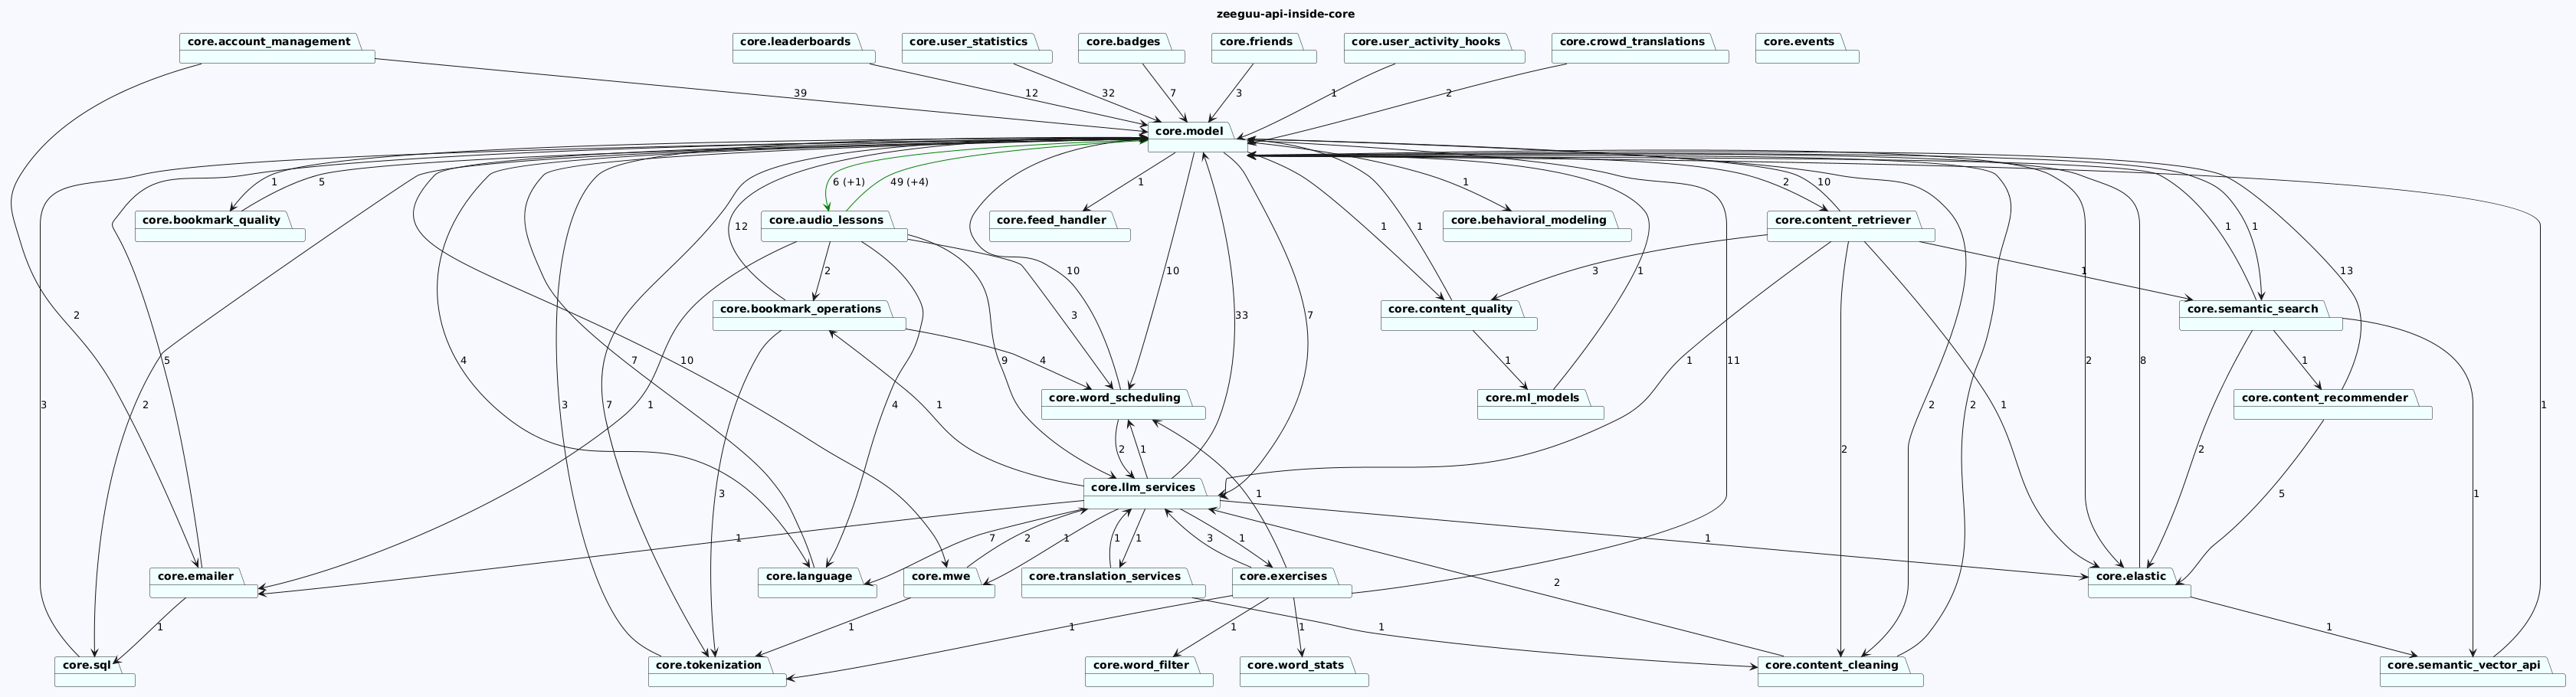 zeeguu-api-inside-core
core.account_management
core.leaderboards
core.user_statistics
core.badges
core.friends
core.user_activity_hooks
core.crowd_translations
core.events
39
12
32
7
3
1
2
core.model
1
5
6 (+1)
49 (+4)
1
1
2
10
1
1
core.bookmark_quality
core.audio_lessons
core.feed_handler
core.behavioral_modeling
core.content_retriever
12
1
1
2
10
10
3
1
13
core.bookmark_operations
core.content_quality
core.semantic_search
2
3
33
7
5
4
7
10
9
4
1
1
11
2
8
1
core.word_scheduling
core.ml_models
core.content_recommender
3
2
3
7
1
4
1
2
2
1
2
1
2
1
3
1
2
5
1
core.llm_services
1
7
2
1
1
1
3
1
1
core.emailer
core.language
core.mwe
core.translation_services
core.exercises
2
core.elastic
1
1
1
1
1
1
1
core.sql
core.tokenization
core.word_filter
core.word_stats
core.content_cleaning
core.semantic_vector_api